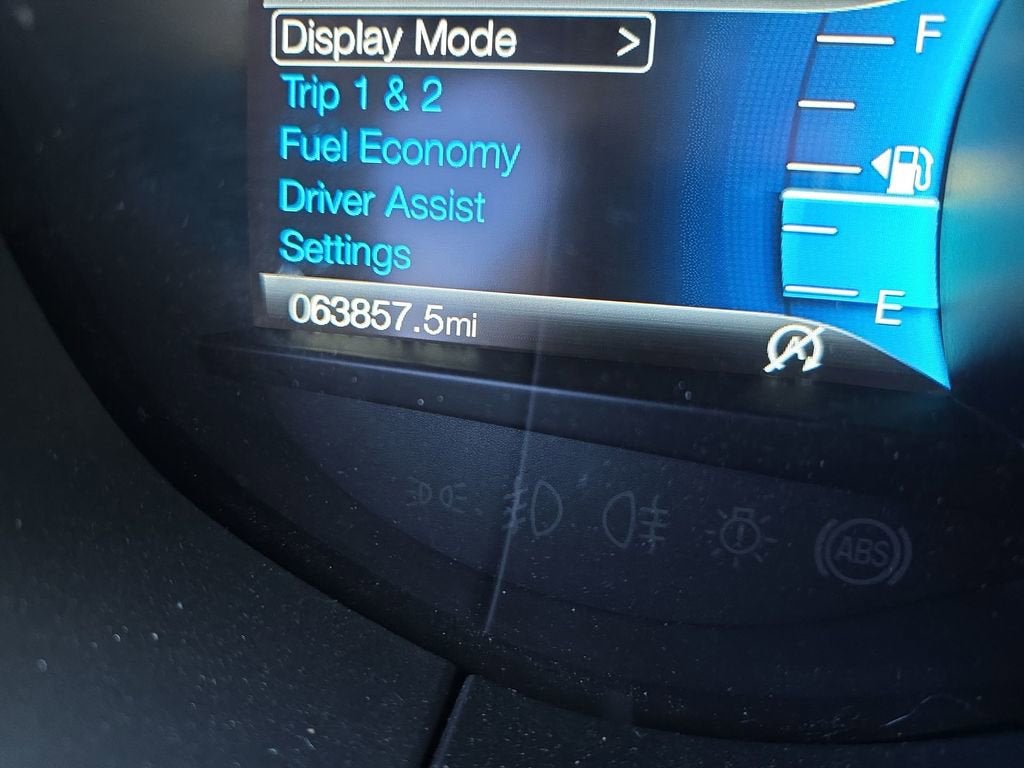 Display Mode >
F
Trip 1 & 2
Fuel Economy
Driver Assist
Settings
E
063857.5mi
A
ABS